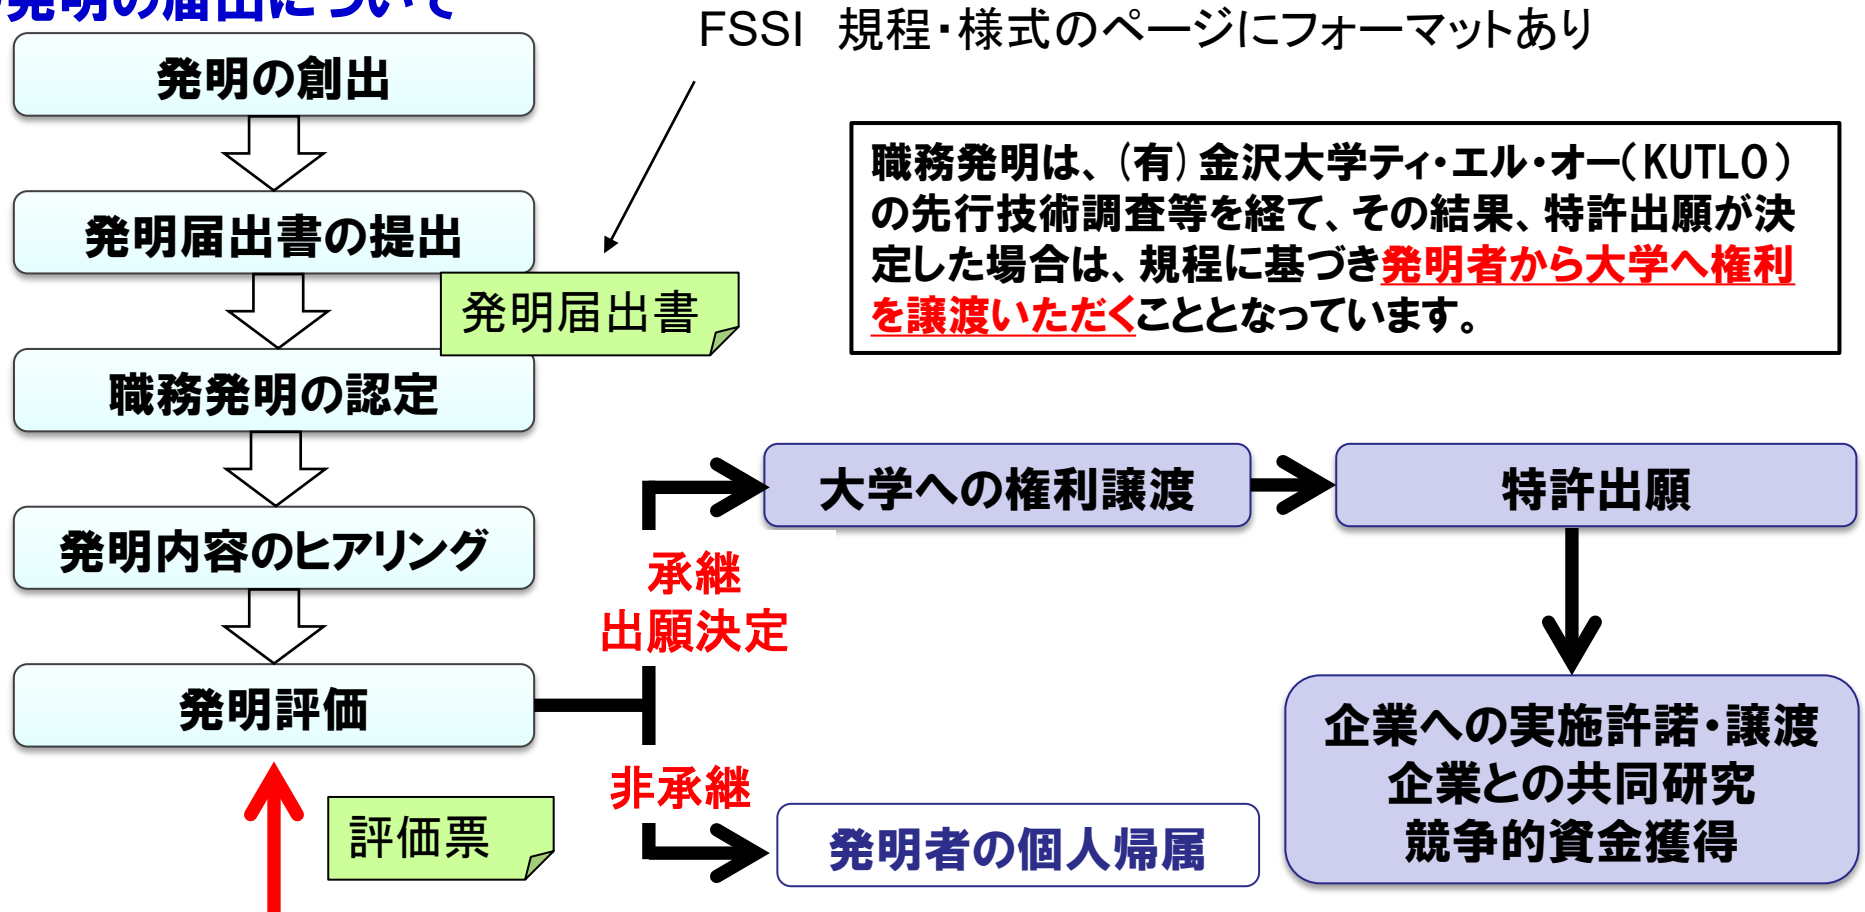 発明の届出について
FSSI 規程・様式のページにフォーマットあり
発明の創出
発明届出書の提出
発明届出書
職務発明の認定
発明内容のヒアリング
発明評価
評価票
職務発明は、(有)金沢大学ティ・エル・オー(KUTLO)
の先行技術調査等を経て、その結果、特許出願が決
定した場合は、規程に基づき発明者から大学へ権利
を譲渡いただくこととなっています。
承継
出願決定
大学への権利譲渡
特許出願
企業への実施許諾・譲渡
企業との共同研究
競争的資金獲得
非承継
発明者の個人帰属